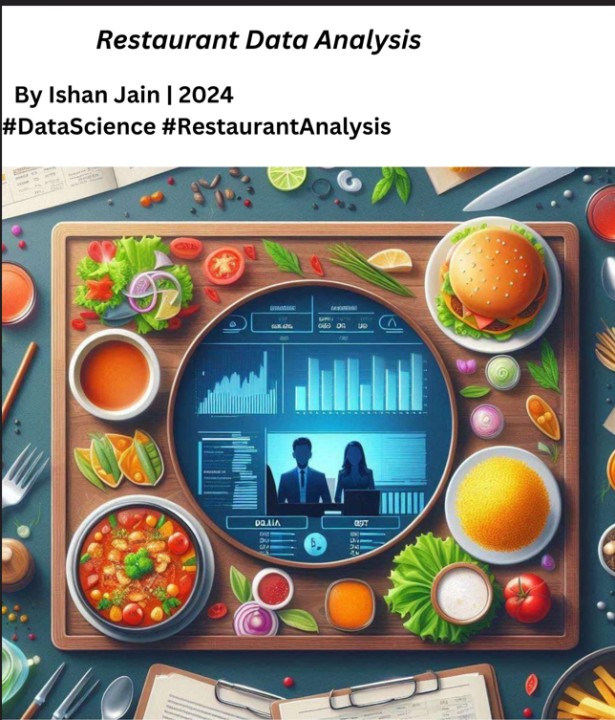 Restaurant Data Analysis
By Ishan Jain | 2024
#DataScience #RestaurantAnalysis